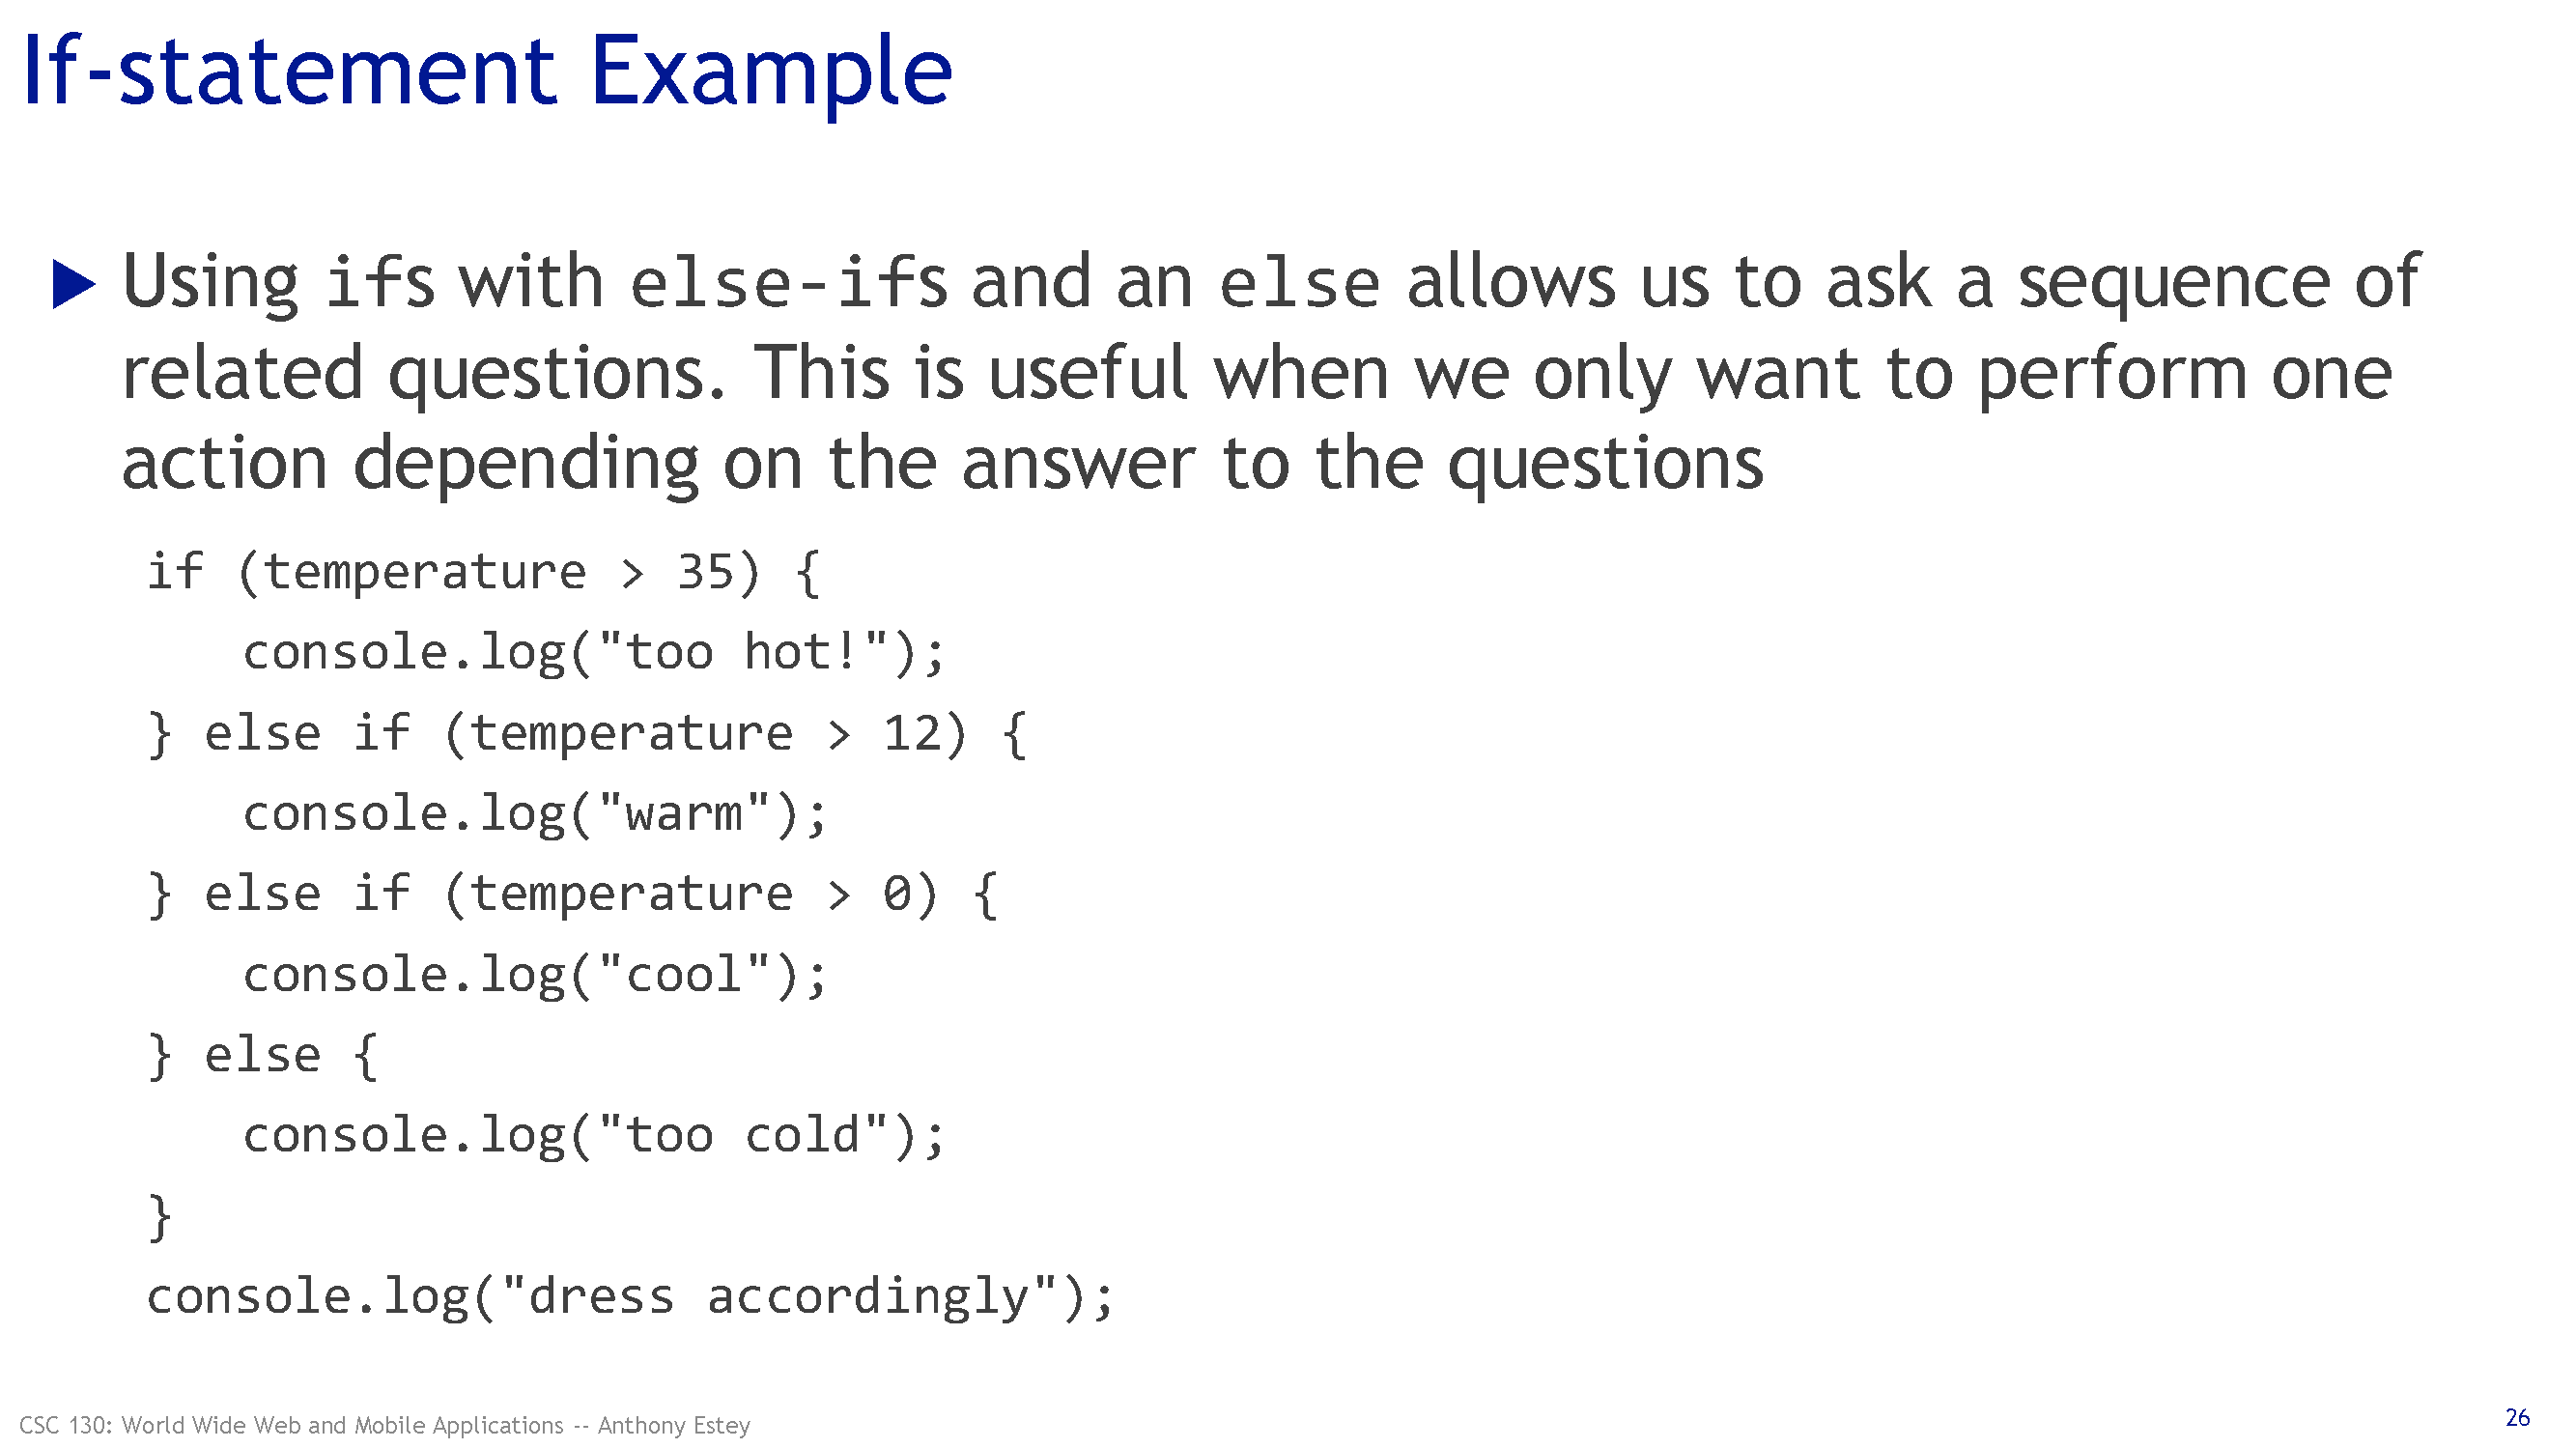 If-statement Example
Using ifs with else-ifs and an else allows us to ask a sequence of
related questions. This is useful when we only want to perform one
action depending on the answer to the questions
if (temperature > 35) {
console.log("too hot!");
} else if (temperature > 12) {
console.log("warm");
} else if (temperature > 0) {
console.log("cool");
} else {
console.log("too cold");
}
console.log("dress accordingly");
CSC 130: World Wide Web and Mobile Applications -- Anthony Estey
26